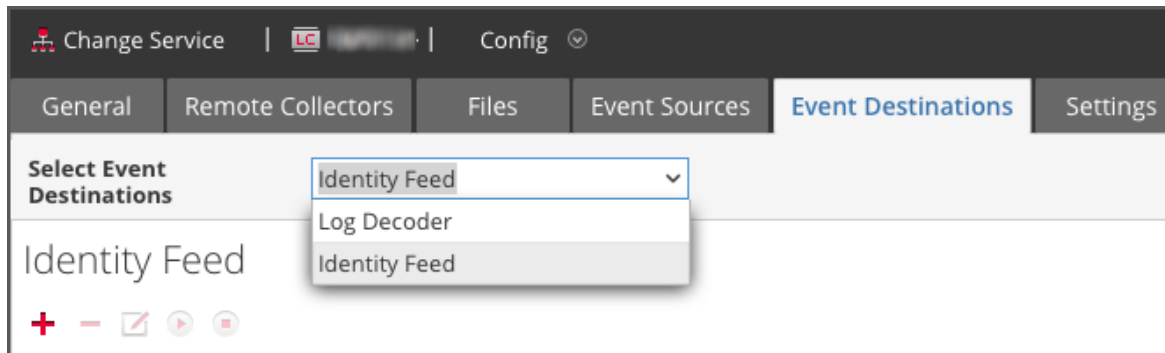 Change Service | LC | Config
General Remote Collectors Files Event Sources Event Destinations Settings
Select Event
Destinations
Identity Feed
Log Decoder
Identity Feed
Identity Feed